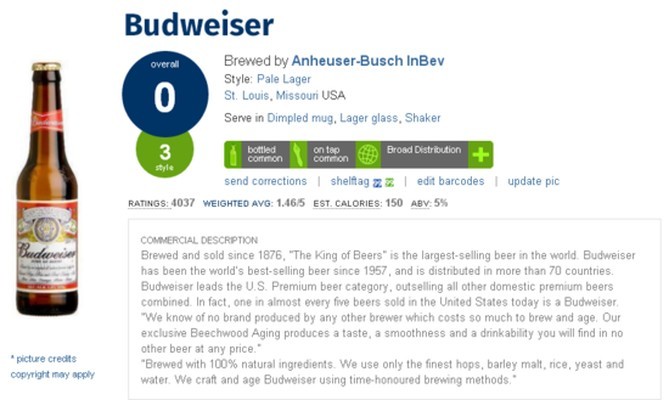 Budweiser
overall
0
3
style
Brewed by Anheuser-Busch InBev
Style: Pale Lager
St. Louis, Missouri USA
Serve in Dimpled mug, Lager glass, Shaker
bottled
common
on tap
common
Broad Distribution
send corrections | shelftag | edit barcodes | update pic
RATINGS: 4037 WEIGHTED AVG: 1.46/5 EST. CALORIES: 150 ABV: 5%
COMMERCIAL DESCRIPTION
Brewed and sold since 1876, "The King of Beers" is the largest-selling beer in the world. Budweiser
has been the world's best-selling beer since 1957, and is distributed in more than 70 countries.
Budweiser leads the U.S. Premium beer category, outselling all other domestic premium beers
combined. In fact, one in almost every five beers sold in the United States today is a Budweiser.
"We know of no brand produced by any other brewer which costs so much to brew and age. Our
exclusive Beechwood Aging produces a taste, a smoothness and a drinkability you will find in no
other beer at any price."
"Brewed with 100% natural ingredients. We use only the finest hops, barley malt, rice, yeast and
water. We craft and age Budweiser using time-honoured brewing methods."
Budweiser
* picture credits
copyright may apply